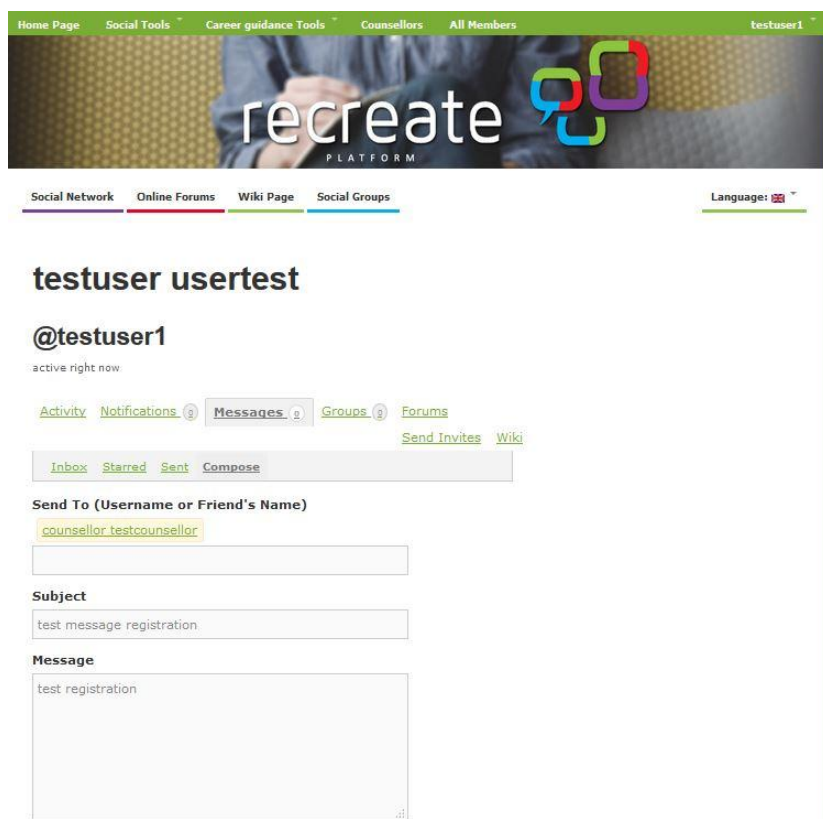 Home Page Social Tools Career guidance Tools Counsellors All Members testuser1
recreate
PLATFORM
Social Network Online Forums Wiki Page Social Groups Language:
testuser usertest
@testuser1
active right now
Activity Notifications 0 Messages 0 Groups 0 Forums
Send Invites Wiki
Inbox Starred Sent Compose
Send To (Username or Friend's Name)
counsellor testcounsellor
Subject
test message registration
Message
test registration